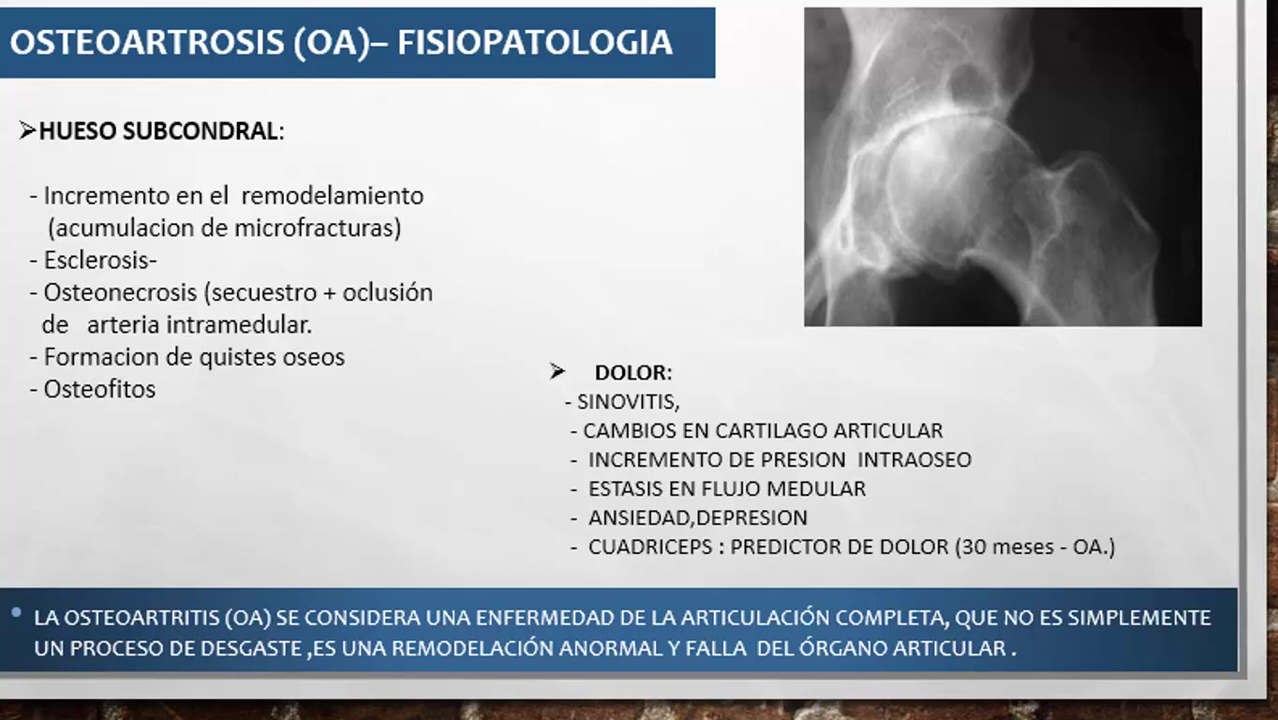 OSTEOARTROSIS (OA)– FISIOPATOLOGIA
➢HUESO SUBCONDRAL:
- Incremento en el remodelamiento
(acumulacion de microfracturas)
- Esclerosis-
- Osteonecrosis (secuestro + oclusión
de arteria intramedular.
- Formacion de quistes oseos
- Osteofitos
➢ DOLOR:
- SINOVITIS,
- CAMBIOS EN CARTILAGO ARTICULAR
- INCREMENTO DE PRESION INTRAOSEO
- ESTASIS EN FLUJO MEDULAR
- ANSIEDAD,DEPRESION
- CUADRICEPS : PREDICTOR DE DOLOR (30 meses - OA.)
• LA OSTEOARTRITIS (OA) SE CONSIDERA UNA ENFERMEDAD DE LA ARTICULACIÓN COMPLETA, QUE NO ES SIMPLEMENTE
UN PROCESO DE DESGASTE ,ES UNA REMODELACIÓN ANORMAL Y FALLA DEL ÓRGANO ARTICULAR .